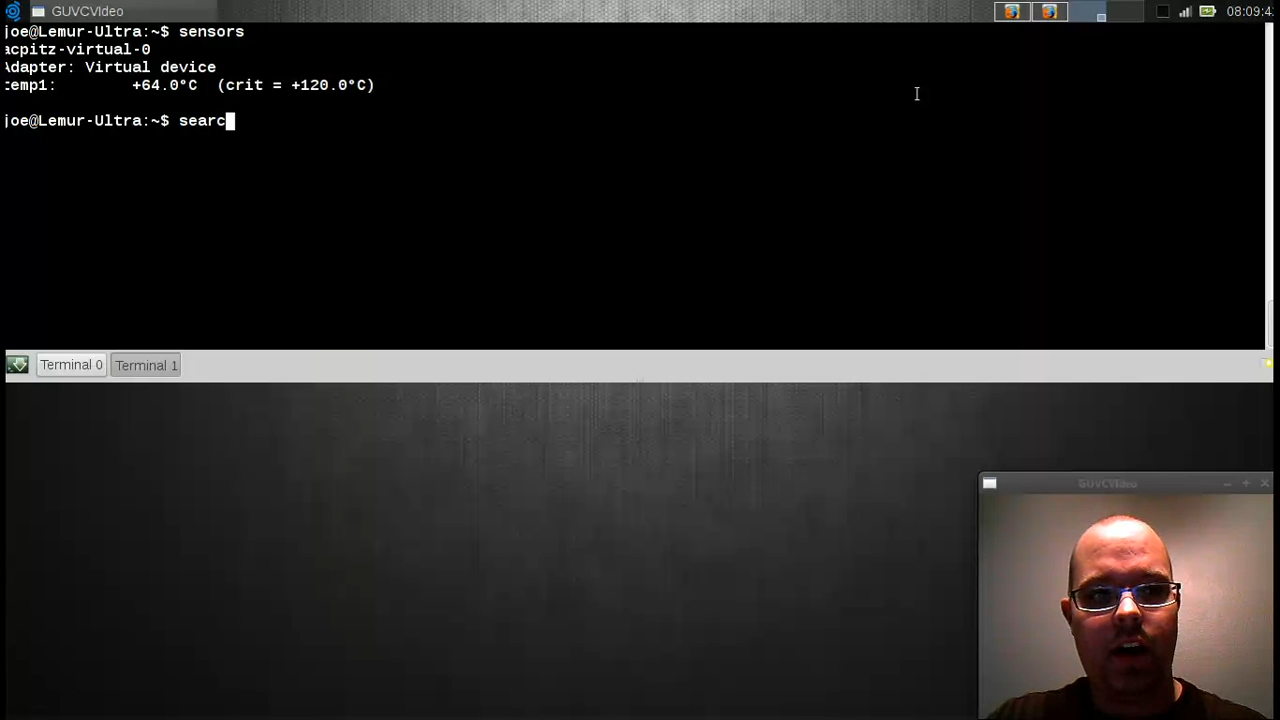 GUVCVIdeo
08:09:4
joe@Lemur-Ultra:~$ sensors
acpitz-virtual-0
Adapter: Virtual device
temp1:        +64.0°C  (crit = +120.0°C)
joe@Lemur-Ultra:~$ searc
Terminal 0
Terminal 1
GUVCVIdeo